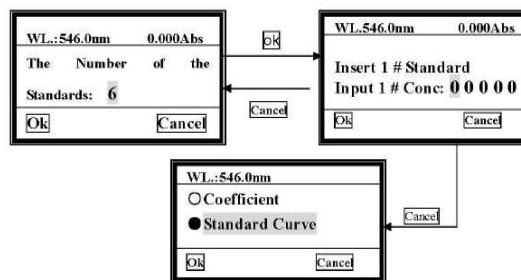 WL.:546.0nm 0.000Abs
The Number of the
Standards: 6
Ok Cancel
ok
Cancel
WL.546.0nm 0.000Abs
Insert 1 # Standard
Input 1 # Conc: 0 0 0 0 0
Ok Cancel
Cancel
WL.:546.0nm
Coefficient
Standard Curve
Ok Cancel